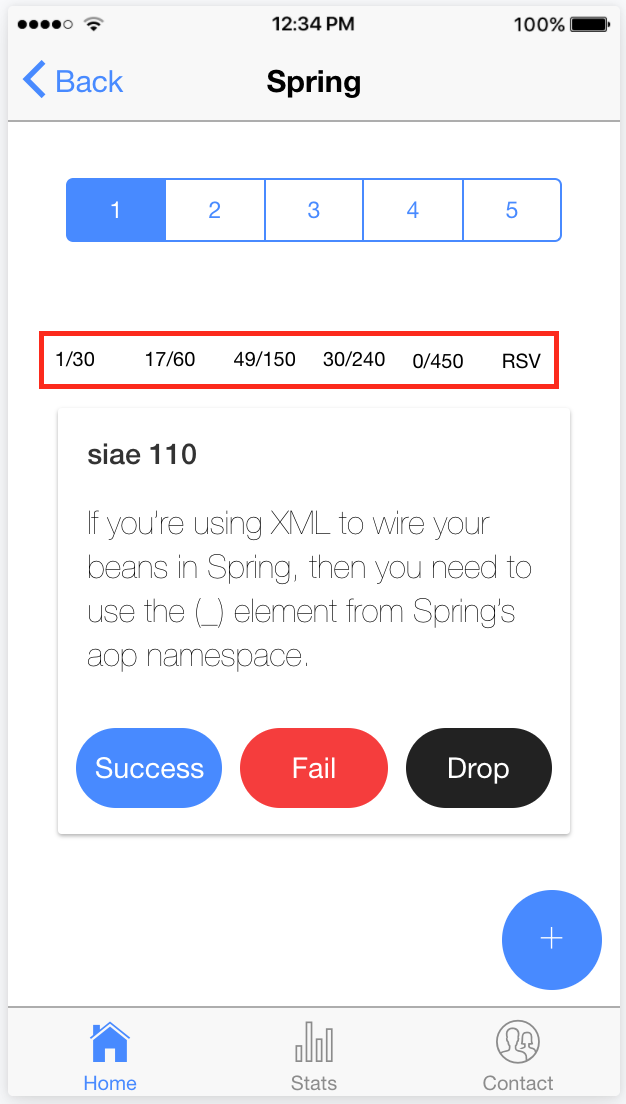 12:34 PM 100%
Back Spring
1 2 3 4 5
1/30 17/60 49/150 30/240 0/450 RSV
siae 110
If you're using XML to wire your
beans in Spring, then you need to
use the (_) element from Spring's
aop namespace.
Success Fail Drop
+
Home Stats Contact